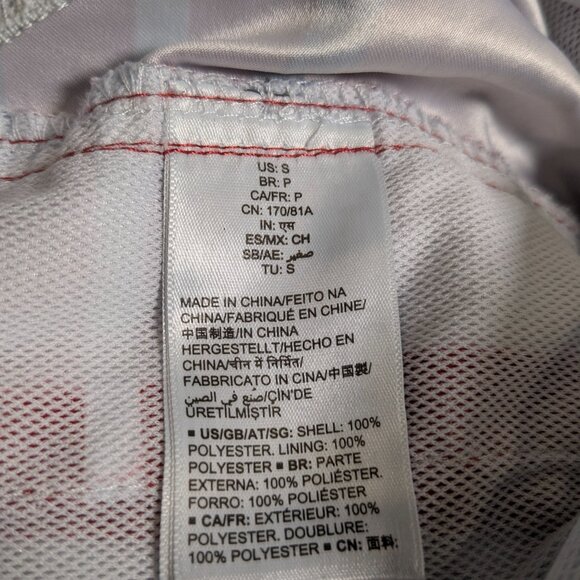 US: S
BR: P
CA/FR: P
CN: 170/81A
IN: एस
ES/MX: CH
SB/AE: صغير
TU: S
MADE IN CHINA/FEITO NA
CHINA/FABRIQUÉ EN CHINE/
中国制造/IN CHINA
HERGESTELLT/HECHO EN
CHINA/चीन में निर्मित/
FABBRICATO IN CINA/中国製/
صُنع في الصين/ÇİN'DE
ÜRETİLMİŞTİR
■ US/GB/AT/SG: SHELL: 100%
POLYESTER. LINING: 100%
POLYESTER ■ BR: PARTE
EXTERNA: 100% POLIÉSTER.
FORRO: 100% POLIÉSTER
■ CA/FR: EXTÉRIEUR: 100%
POLYESTER. DOUBLURE:
100% POLYESTER ■ CN: 面料: